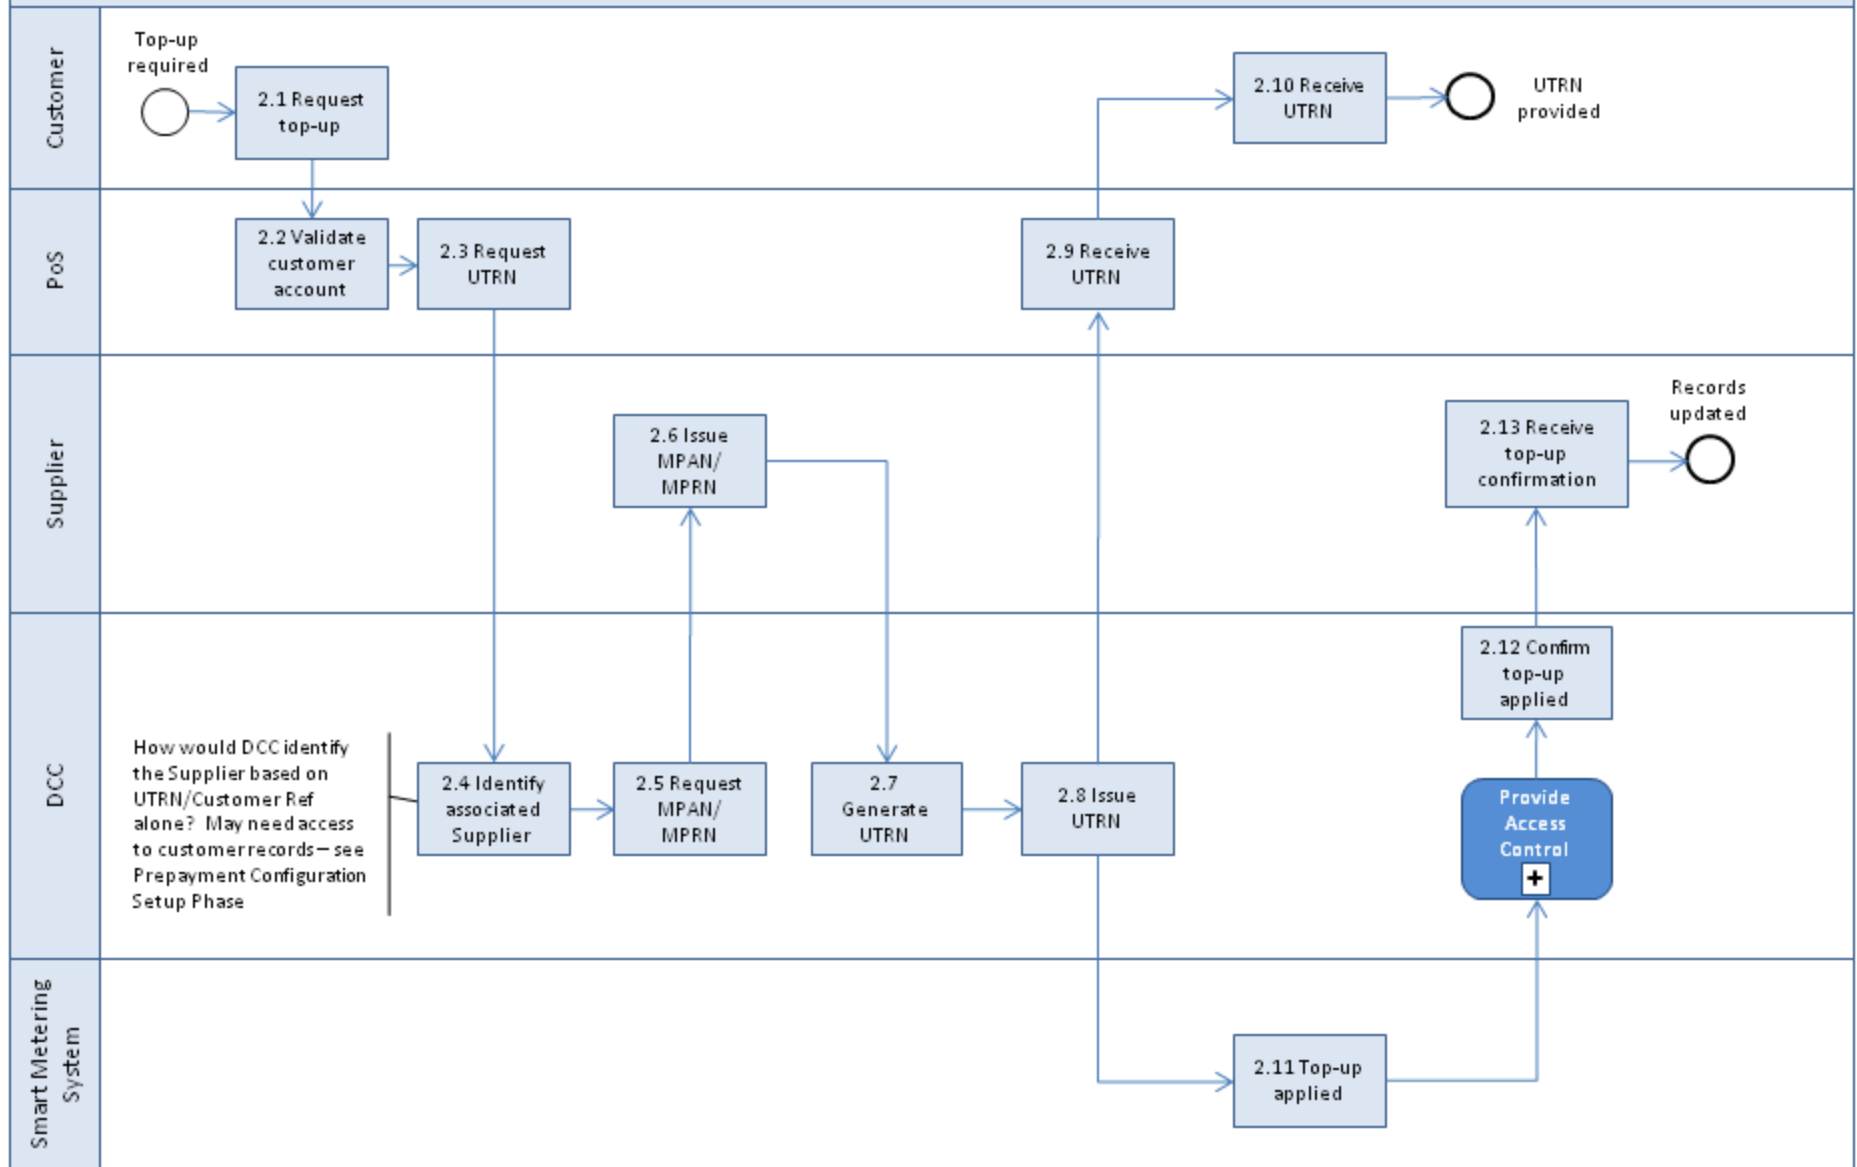 Customer
Top-up
required
2.1 Request
top-up
2.10 Receive
UTRN
UTRN
provided
PoS
2.2 Validate
customer
account
2.3 Request
UTRN
2.9 Receive
UTRN
Supplier
2.6 Issue
MPAN/
MPRN
2.13 Receive
top-up
confirmation
Records
updated
DCC
How would DCC identify
the Supplier based on
UTRN/Customer Ref
alone? May need access
to customer records – see
Prepayment Configuration
Setup Phase
2.4 Identify
associated
Supplier
2.5 Request
MPAN/
MPRN
2.7
Generate
UTRN
2.8 Issue
UTRN
2.12 Confirm
top-up
applied
Provide
Access
Control
+
Smart Metering
System
2.11 Top-up
applied